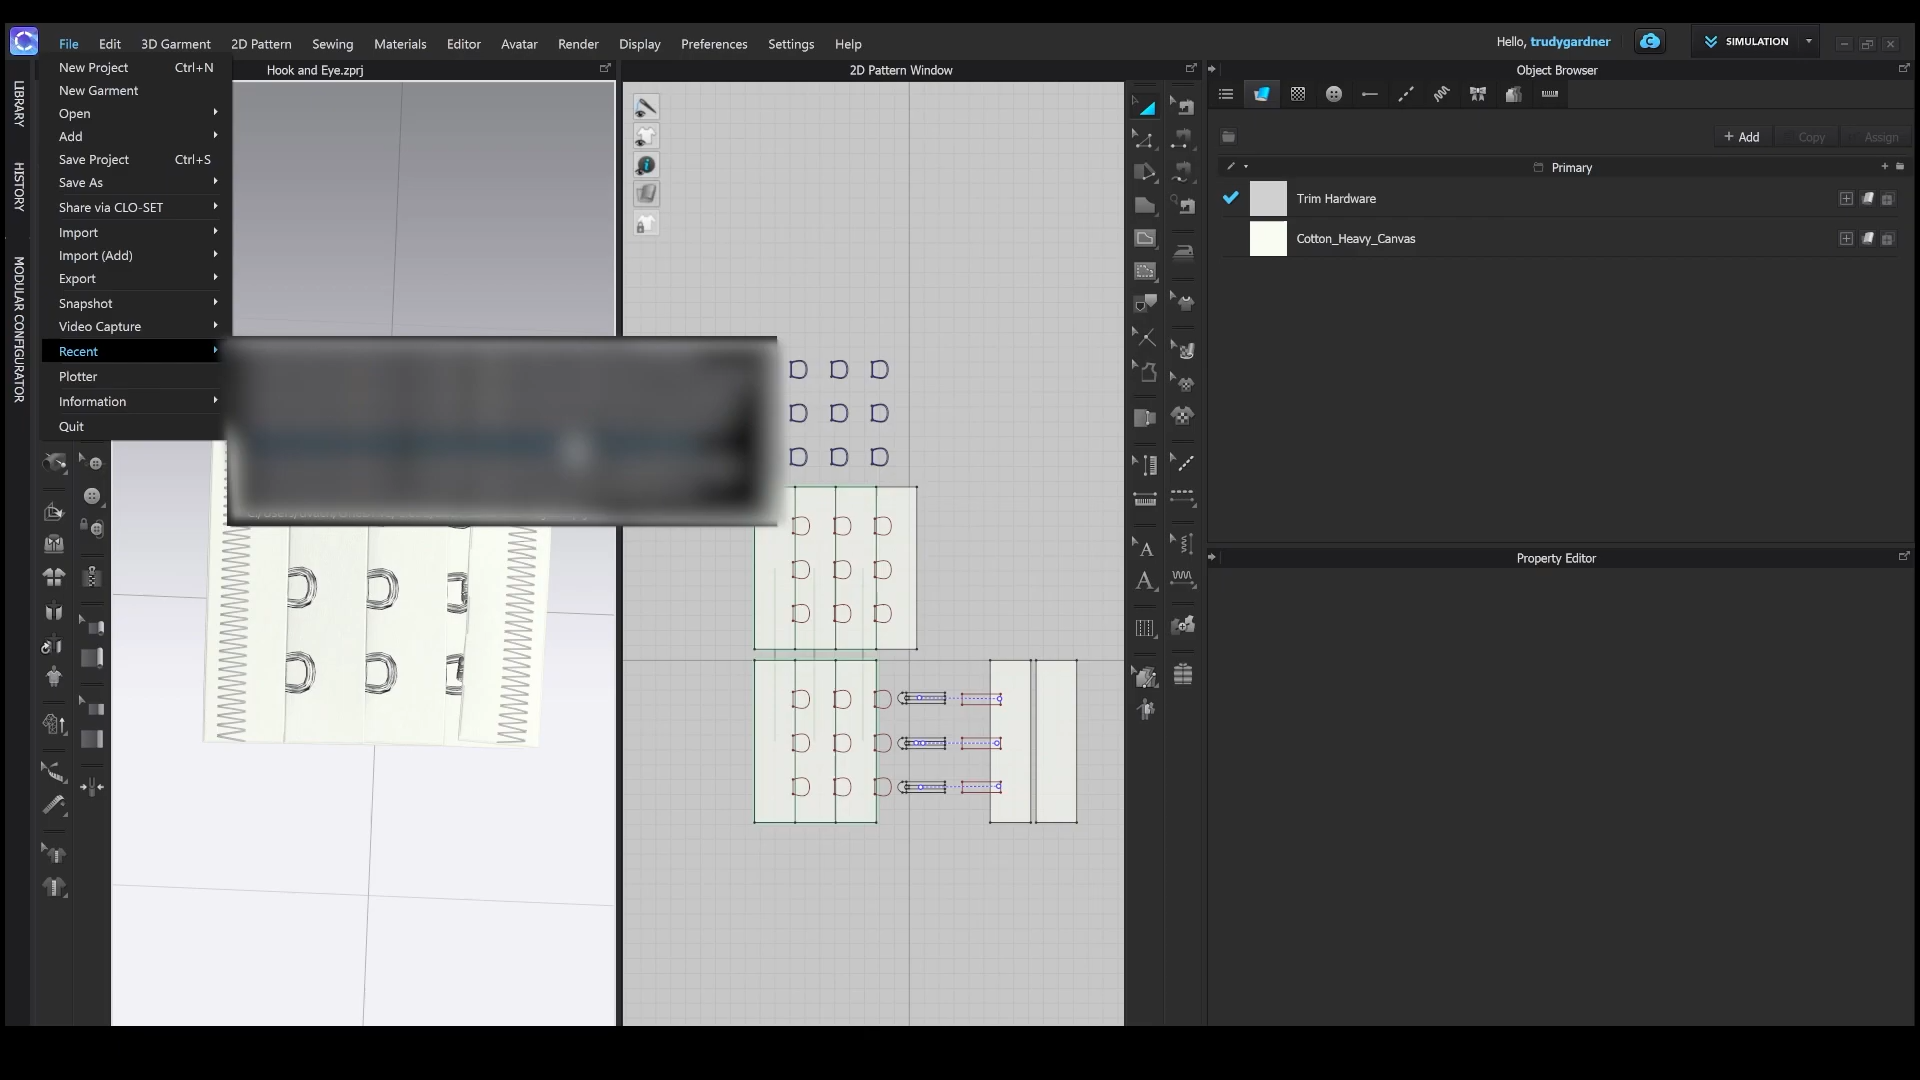 File Edit 3D Garment 2D Pattern Sewing Materials Editor Avatar Render Display Preferences Settings Help
Hello, trudygardner
SIMULATION
New Project Ctrl+N
New Garment
Open
Add
Save Project Ctrl+S
Save As
Share via CLO-SET
Import
Import (Add)
Export
Snapshot
Video Capture
Recent
Plotter
Information
Quit
LIBRARY
HISTORY
MODULAR CONFIGURATOR
Hook and Eye.zprj
2D Pattern Window
Object Browser
+ Add Copy Assign
Primary
Trim Hardware
Cotton_Heavy_Canvas
Property Editor